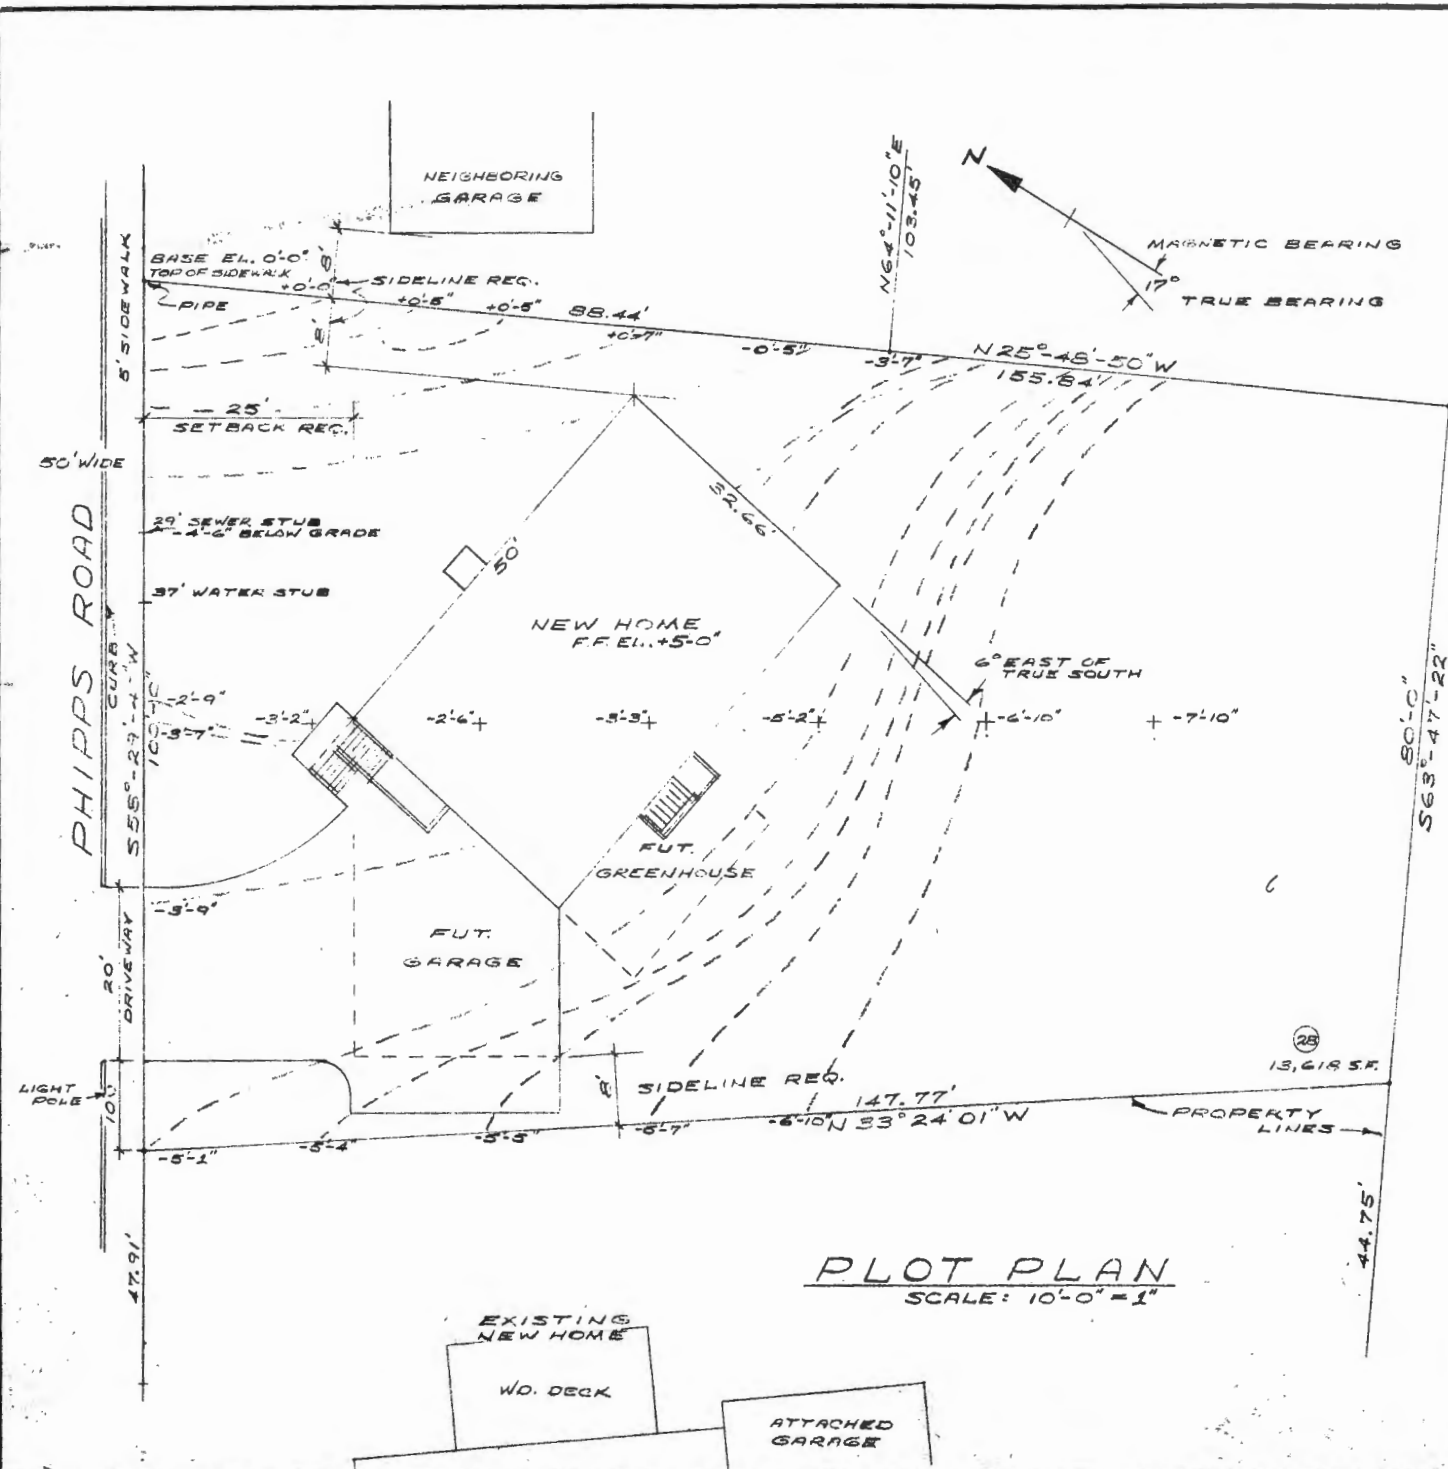 NEIGHBORING
GARAGE
N
MAGNETIC BEARING
17°
TRUE BEARING
N64°-11'-10"E
103.45'
BASE EL. 0'-0"
TOP OF SIDEWALK
+0'-0"
PIPE
8'
SIDELINE REQ.
8'
+0'-5"
88.44'
+0'-7"
-0'-5"
-3'-7"
N 25°-48'-50" W
155.84'
5' SIDEWALK
25'
SETBACK REQ.
50' WIDE
PHIPPS ROAD
29' SEWER STUB
-4'-6" BELOW GRADE
37' WATER STUB
CURB
50'
32.66'
NEW HOME
F.F. EL. +5'-0"
6° EAST OF
TRUE SOUTH
-2'-9"
-3'-7"
-3'-2"
-2'-6"
-3'-3"
-5'-2"
-6'-10"
-7'-10"
80'-0"
S63°-47'-22"
FUT.
GREENHOUSE
-3'-9"
FUT.
GARAGE
20'
DRIVEWAY
LIGHT
POLE
8'
SIDELINE REQ.
28
13,618 S.F.
147.77'
N 33° 24' 01" W
PROPERTY
LINES
-5'-1"
-5'-4"
-5'-5"
-6'-10"
47.91'
44.75'
PLOT PLAN
SCALE: 10'-0" = 1"
EXISTING
NEW HOME
WD. DECK
ATTACHED
GARAGE